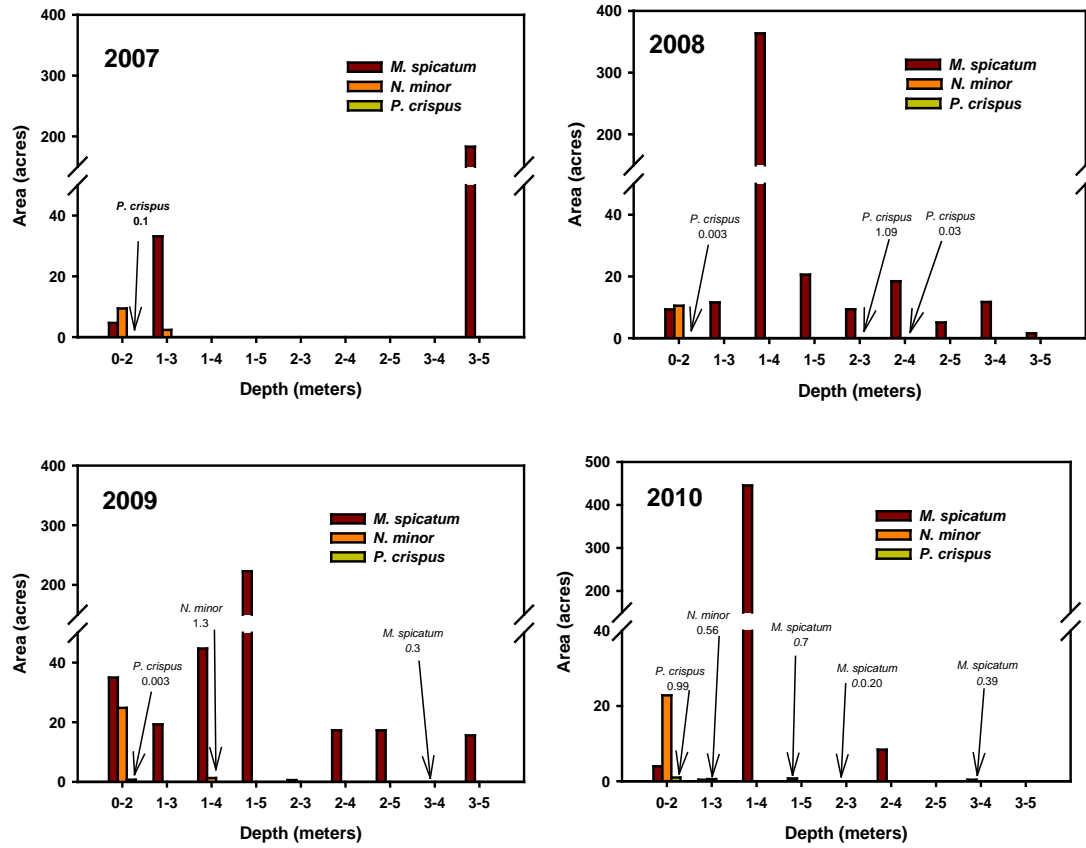 400
300
200
40
20
0
Area (acres)
2007
M. spicatum
N. minor
P. crispus
P. crispus
0.1
0-2 1-3 1-4 1-5 2-3 2-4 2-5 3-4 3-5
Depth (meters)
400
300
200
40
20
0
Area (acres)
2008
M. spicatum
N. minor
P. crispus
P. crispus
0.003
P. crispus
1.09
P. crispus
0.03
0-2 1-3 1-4 1-5 2-3 2-4 2-5 3-4 3-5
Depth (meters)
400
300
200
40
20
0
Area (acres)
2009
M. spicatum
N. minor
P. crispus
P. crispus
0.003
N. minor
1.3
M. spicatum
0.3
0-2 1-3 1-4 1-5 2-3 2-4 2-5 3-4 3-5
Depth (meters)
500
400
300
200
40
20
0
Area (acres)
2010
M. spicatum
N. minor
P. crispus
P. crispus
0.99
N. minor
0.56
M. spicatum
0.7
M. spicatum
0.0.20
M. spicatum
0.39
0-2 1-3 1-4 1-5 2-3 2-4 2-5 3-4 3-5
Depth (meters)